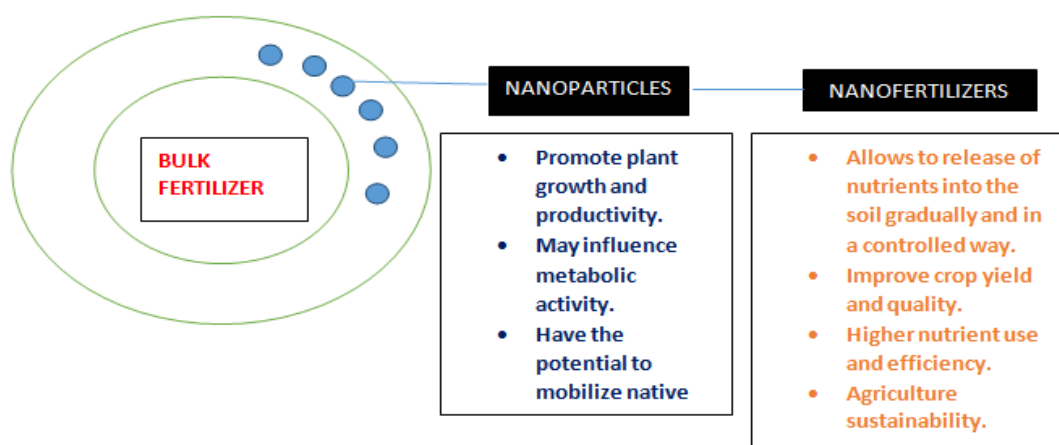 BULK
FERTILIZER
NANOPARTICLES
• Promote plant
growth and
productivity.
• May influence
metabolic
activity.
• Have the
potential to
mobilize native
NANOFERTILIZERS
• Allows to release of
nutrients into the
soil gradually and in
a controlled way.
• Improve crop yield
and quality.
• Higher nutrient use
and efficiency.
• Agriculture
sustainability.